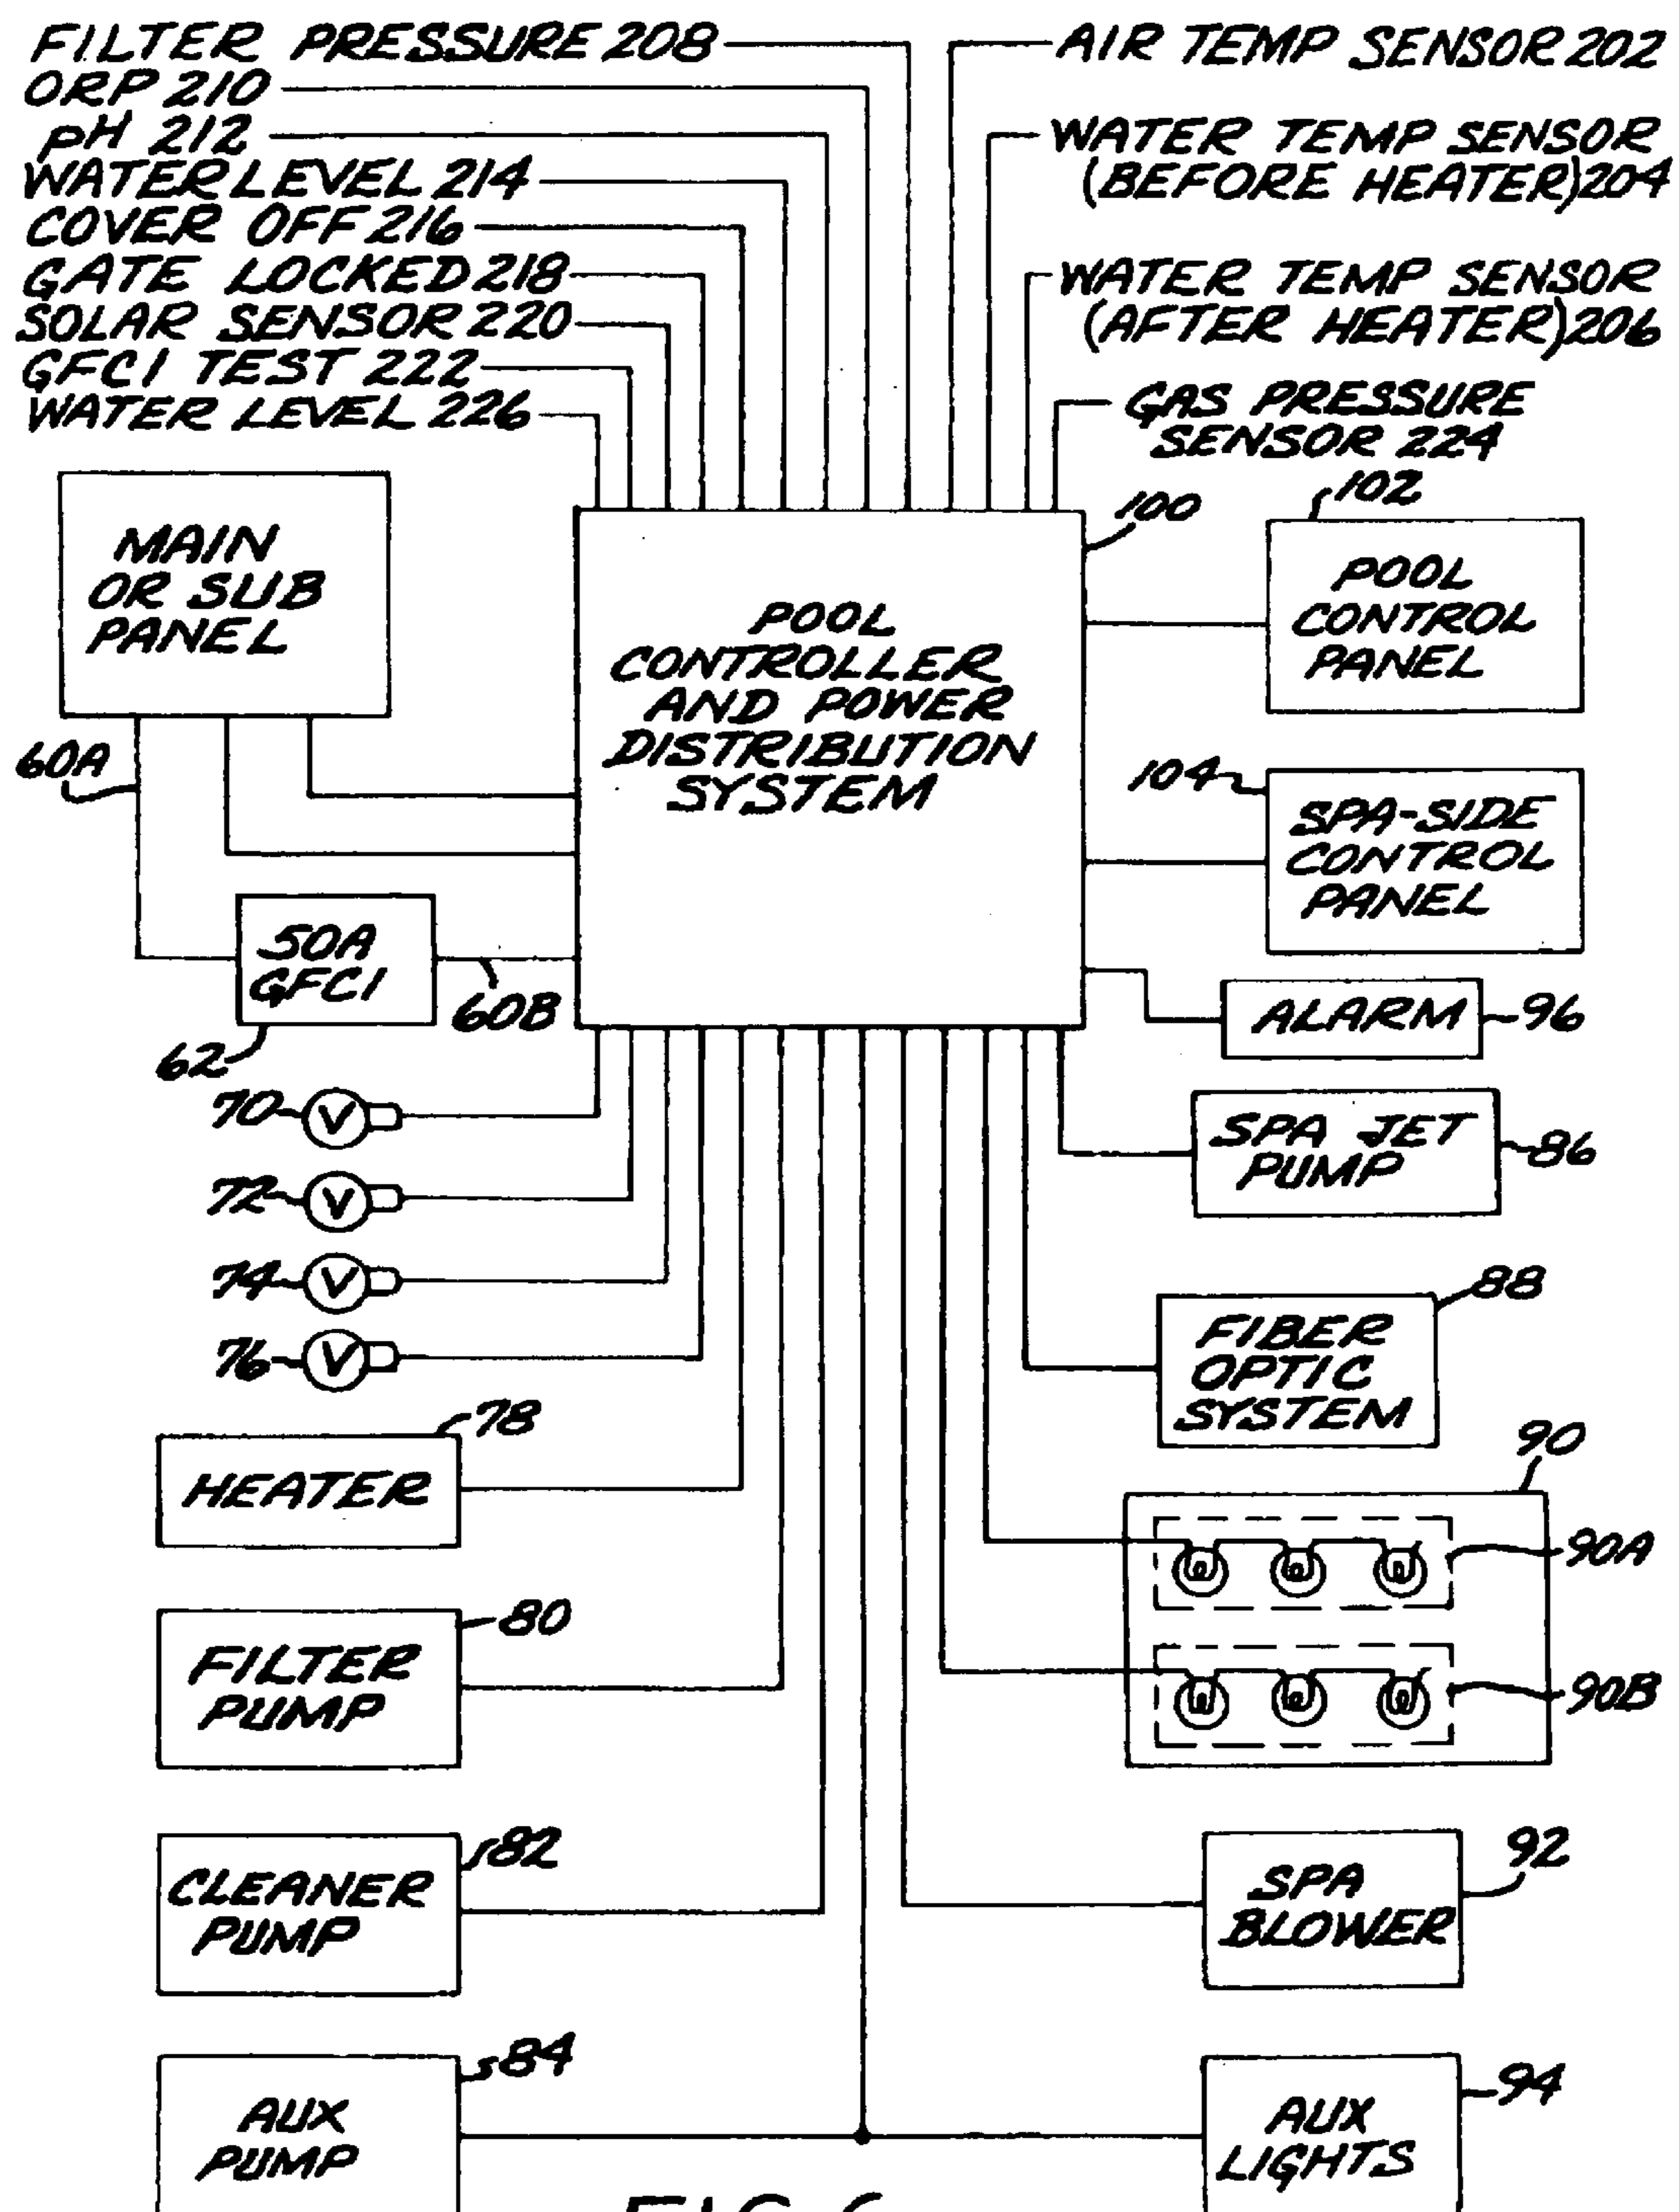 FILTER PRESSURE 208
ORP 210
PH 212
WATER LEVEL 214
COVER OFF 216
GATE LOCKED 218
SOLAR SENSOR 220
GFCI TEST 222
WATER LEVEL 226
AIR TEMP SENSOR 202
WATER TEMP SENSOR
(BEFORE HEATER) 204
WATER TEMP SENSOR
(AFTER HEATER) 206
GAS PRESSURE
SENSOR 224
MAIN
OR SUB
PANEL
60A
50A
GFCI
60B
62
100
POOL
CONTROLLER
AND POWER
DISTRIBUTION
SYSTEM
102
POOL
CONTROL
PANEL
104
SPA-SIDE
CONTROL
PANEL
ALARM
96
SPA JET
PUMP
86
70
V
72
V
74
V
76
V
88
FIBER
OPTIC
SYSTEM
78
HEATER
90
90A
90B
80
FILTER
PUMP
82
CLEANER
PUMP
92
SPA
BLOWER
84
AUX
PUMP
94
AUX
LIGHTS
FIG. 6